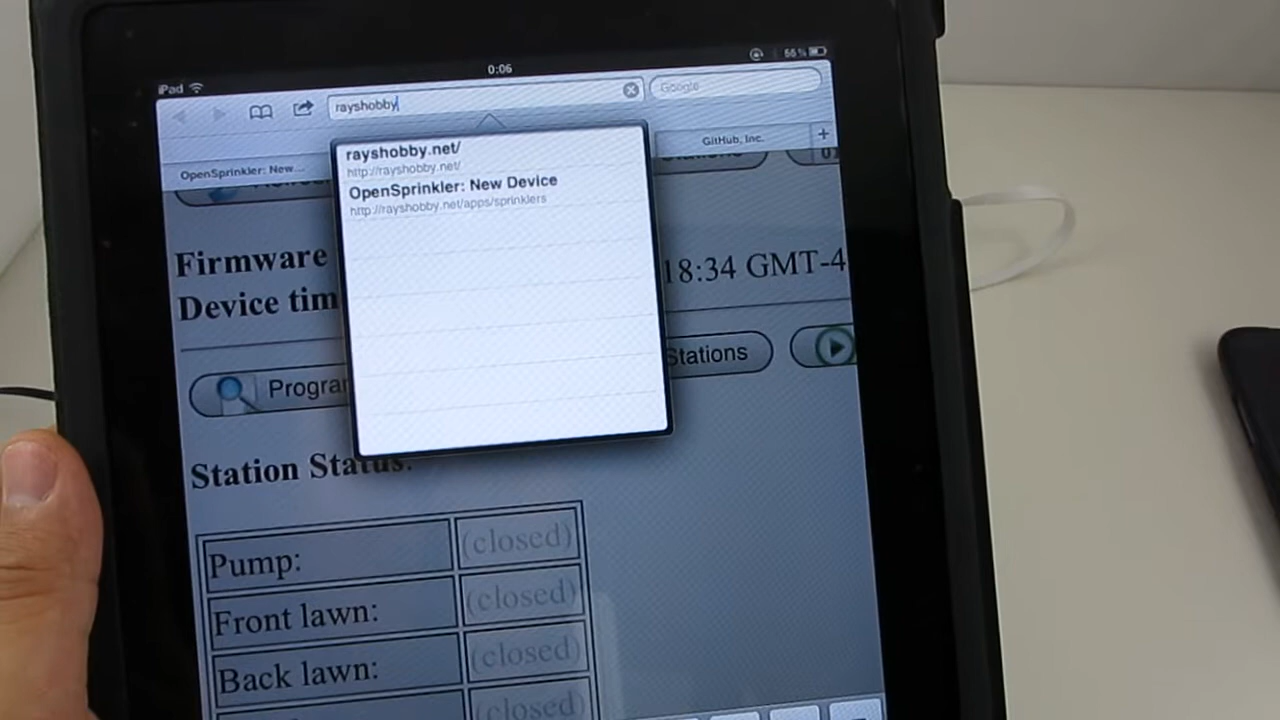 iPad
0:06
55%
rayshobby
Google
OpenSprinkler: New...
GitHub, Inc.
+
rayshobby.net/
http://rayshobby.net/
OpenSprinkler: New Device
http://rayshobby.net/apps/sprinklers
Stations
Firmware
18:34 GMT-4
Device tim
Progra
Stations
Station Status:
Pump:
(closed)
Front lawn:
(closed)
Back lawn:
(closed)
(closed)